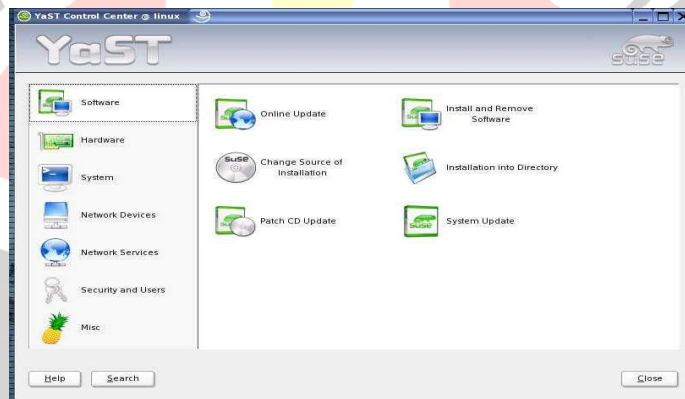 YaST Control Center @ linux
YaST
SUSE
Software
Hardware
System
Network Devices
Network Services
Security and Users
Misc
Online Update
Install and Remove
Software
SUSE
Change Source of
Installation
Installation into Directory
Patch CD Update
SUSE
System Update
Help
Search
Close